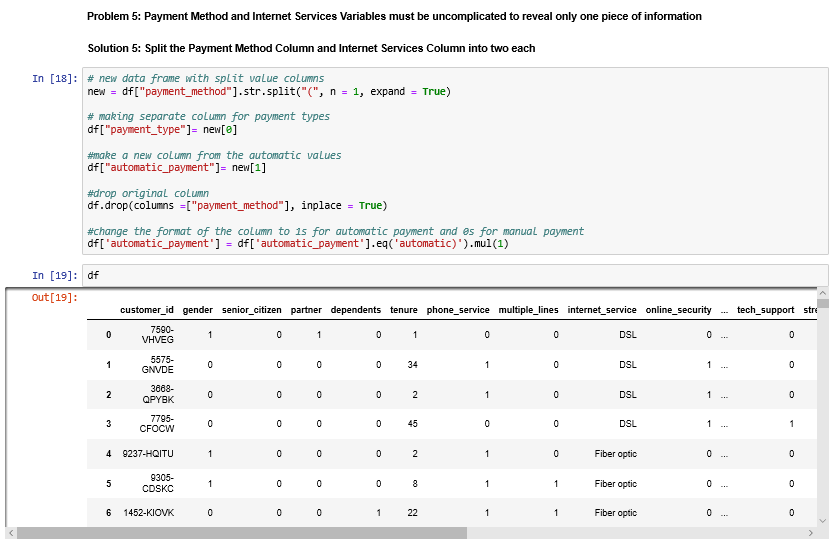 Problem 5: Payment Method and Internet Services Variables must be uncomplicated to reveal only one piece of information
Solution 5: Split the Payment Method Column and Internet Services Column into two each
In [18]: # new data frame with split value columns
new = df["payment_method"].str.split("(", n = 1, expand = True)
# making separate column for payment types
df["payment_type"]= new[0]
#make a new column from the automatic values
df["automatic_payment"]= new[1]
#drop original column
df.drop(columns =["payment_method"], inplace = True)
#change the format of the column to 1s for automatic payment and 0s for manual payment
df['automatic_payment'] = df['automatic_payment'].eq('automatic)').mul(1)
In [19]: df
Out[19]:
customer_id gender senior_citizen partner dependents tenure phone_service multiple_lines internet_service online_security ... tech_support stre
0 7590-VHVEG 1 0 1 0 1 0 0 DSL 0 ... 0
1 5575-GNVDE 0 0 0 0 34 1 0 DSL 1 ... 0
2 3668-QPYBK 0 0 0 0 2 1 0 DSL 1 ... 0
3 7795-CFOCW 0 0 0 0 45 0 0 DSL 1 ... 1
4 9237-HQITU 1 0 0 0 2 1 0 Fiber optic 0 ... 0
5 9305-CDSKC 1 0 0 0 8 1 1 Fiber optic 0 ... 0
6 1452-KIOVK 0 0 0 1 22 1 1 Fiber optic 0 ... 0